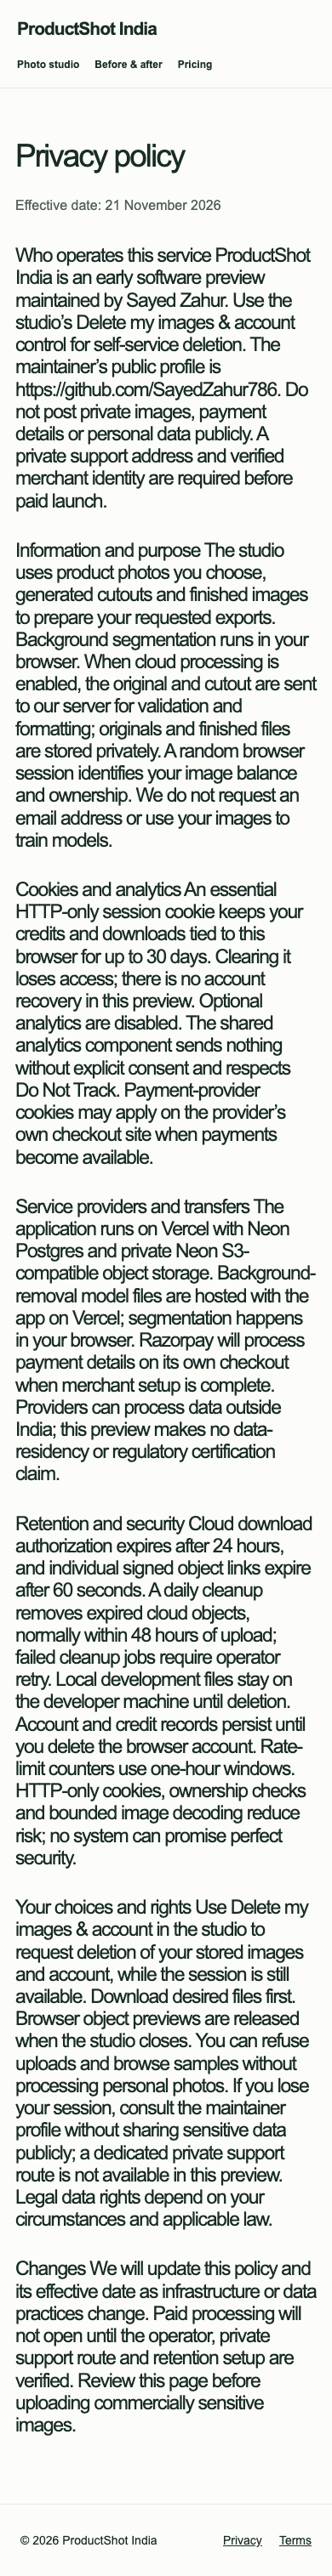 ProductShot India
Photo studio Before & after Pricing
Privacy policy
Effective date: 21 November 2026
Who operates this service ProductShot
India is an early software preview
maintained by Sayed Zahur. Use the
studio’s Delete my images & account
control for self-service deletion. The
maintainer’s public profile is
https://github.com/SayedZahur786. Do
not post private images, payment
details or personal data publicly. A
private support address and verified
merchant identity are required before
paid launch.
Information and purpose The studio
uses product photos you choose,
generated cutouts and finished images
to prepare your requested exports.
Background segmentation runs in your
browser. When cloud processing is
enabled, the original and cutout are sent
to our server for validation and
formatting; originals and finished files
are stored privately. A random browser
session identifies your image balance
and ownership. We do not request an
email address or use your images to
train models.
Cookies and analytics An essential
HTTP-only session cookie keeps your
credits and downloads tied to this
browser for up to 30 days. Clearing it
loses access; there is no account
recovery in this preview. Optional
analytics are disabled. The shared
analytics component sends nothing
without explicit consent and respects
Do Not Track. Payment-provider
cookies may apply on the provider’s
own checkout site when payments
become available.
Service providers and transfers The
application runs on Vercel with Neon
Postgres and private Neon S3-
compatible object storage. Background-
removal model files are hosted with the
app on Vercel; segmentation happens
in your browser. Razorpay will process
payment details on its own checkout
when merchant setup is complete.
Providers can process data outside
India; this preview makes no data-
residency or regulatory certification
claim.
Retention and security Cloud download
authorization expires after 24 hours,
and individual signed object links expire
after 60 seconds. A daily cleanup
removes expired cloud objects,
normally within 48 hours of upload;
failed cleanup jobs require operator
retry. Local development files stay on
the developer machine until deletion.
Account and credit records persist until
you delete the browser account. Rate-
limit counters use one-hour windows.
HTTP-only cookies, ownership checks
and bounded image decoding reduce
risk; no system can promise perfect
security.
Your choices and rights Use Delete my
images & account in the studio to
request deletion of your stored images
and account, while the session is still
available. Download desired files first.
Browser object previews are released
when the studio closes. You can refuse
uploads and browse samples without
processing personal photos. If you lose
your session, consult the maintainer
profile without sharing sensitive data
publicly; a dedicated private support
route is not available in this preview.
Legal data rights depend on your
circumstances and applicable law.
Changes We will update this policy and
its effective date as infrastructure or data
practices change. Paid processing will
not open until the operator, private
support route and retention setup are
verified. Review this page before
uploading commercially sensitive
images.
© 2026 ProductShot India Privacy Terms